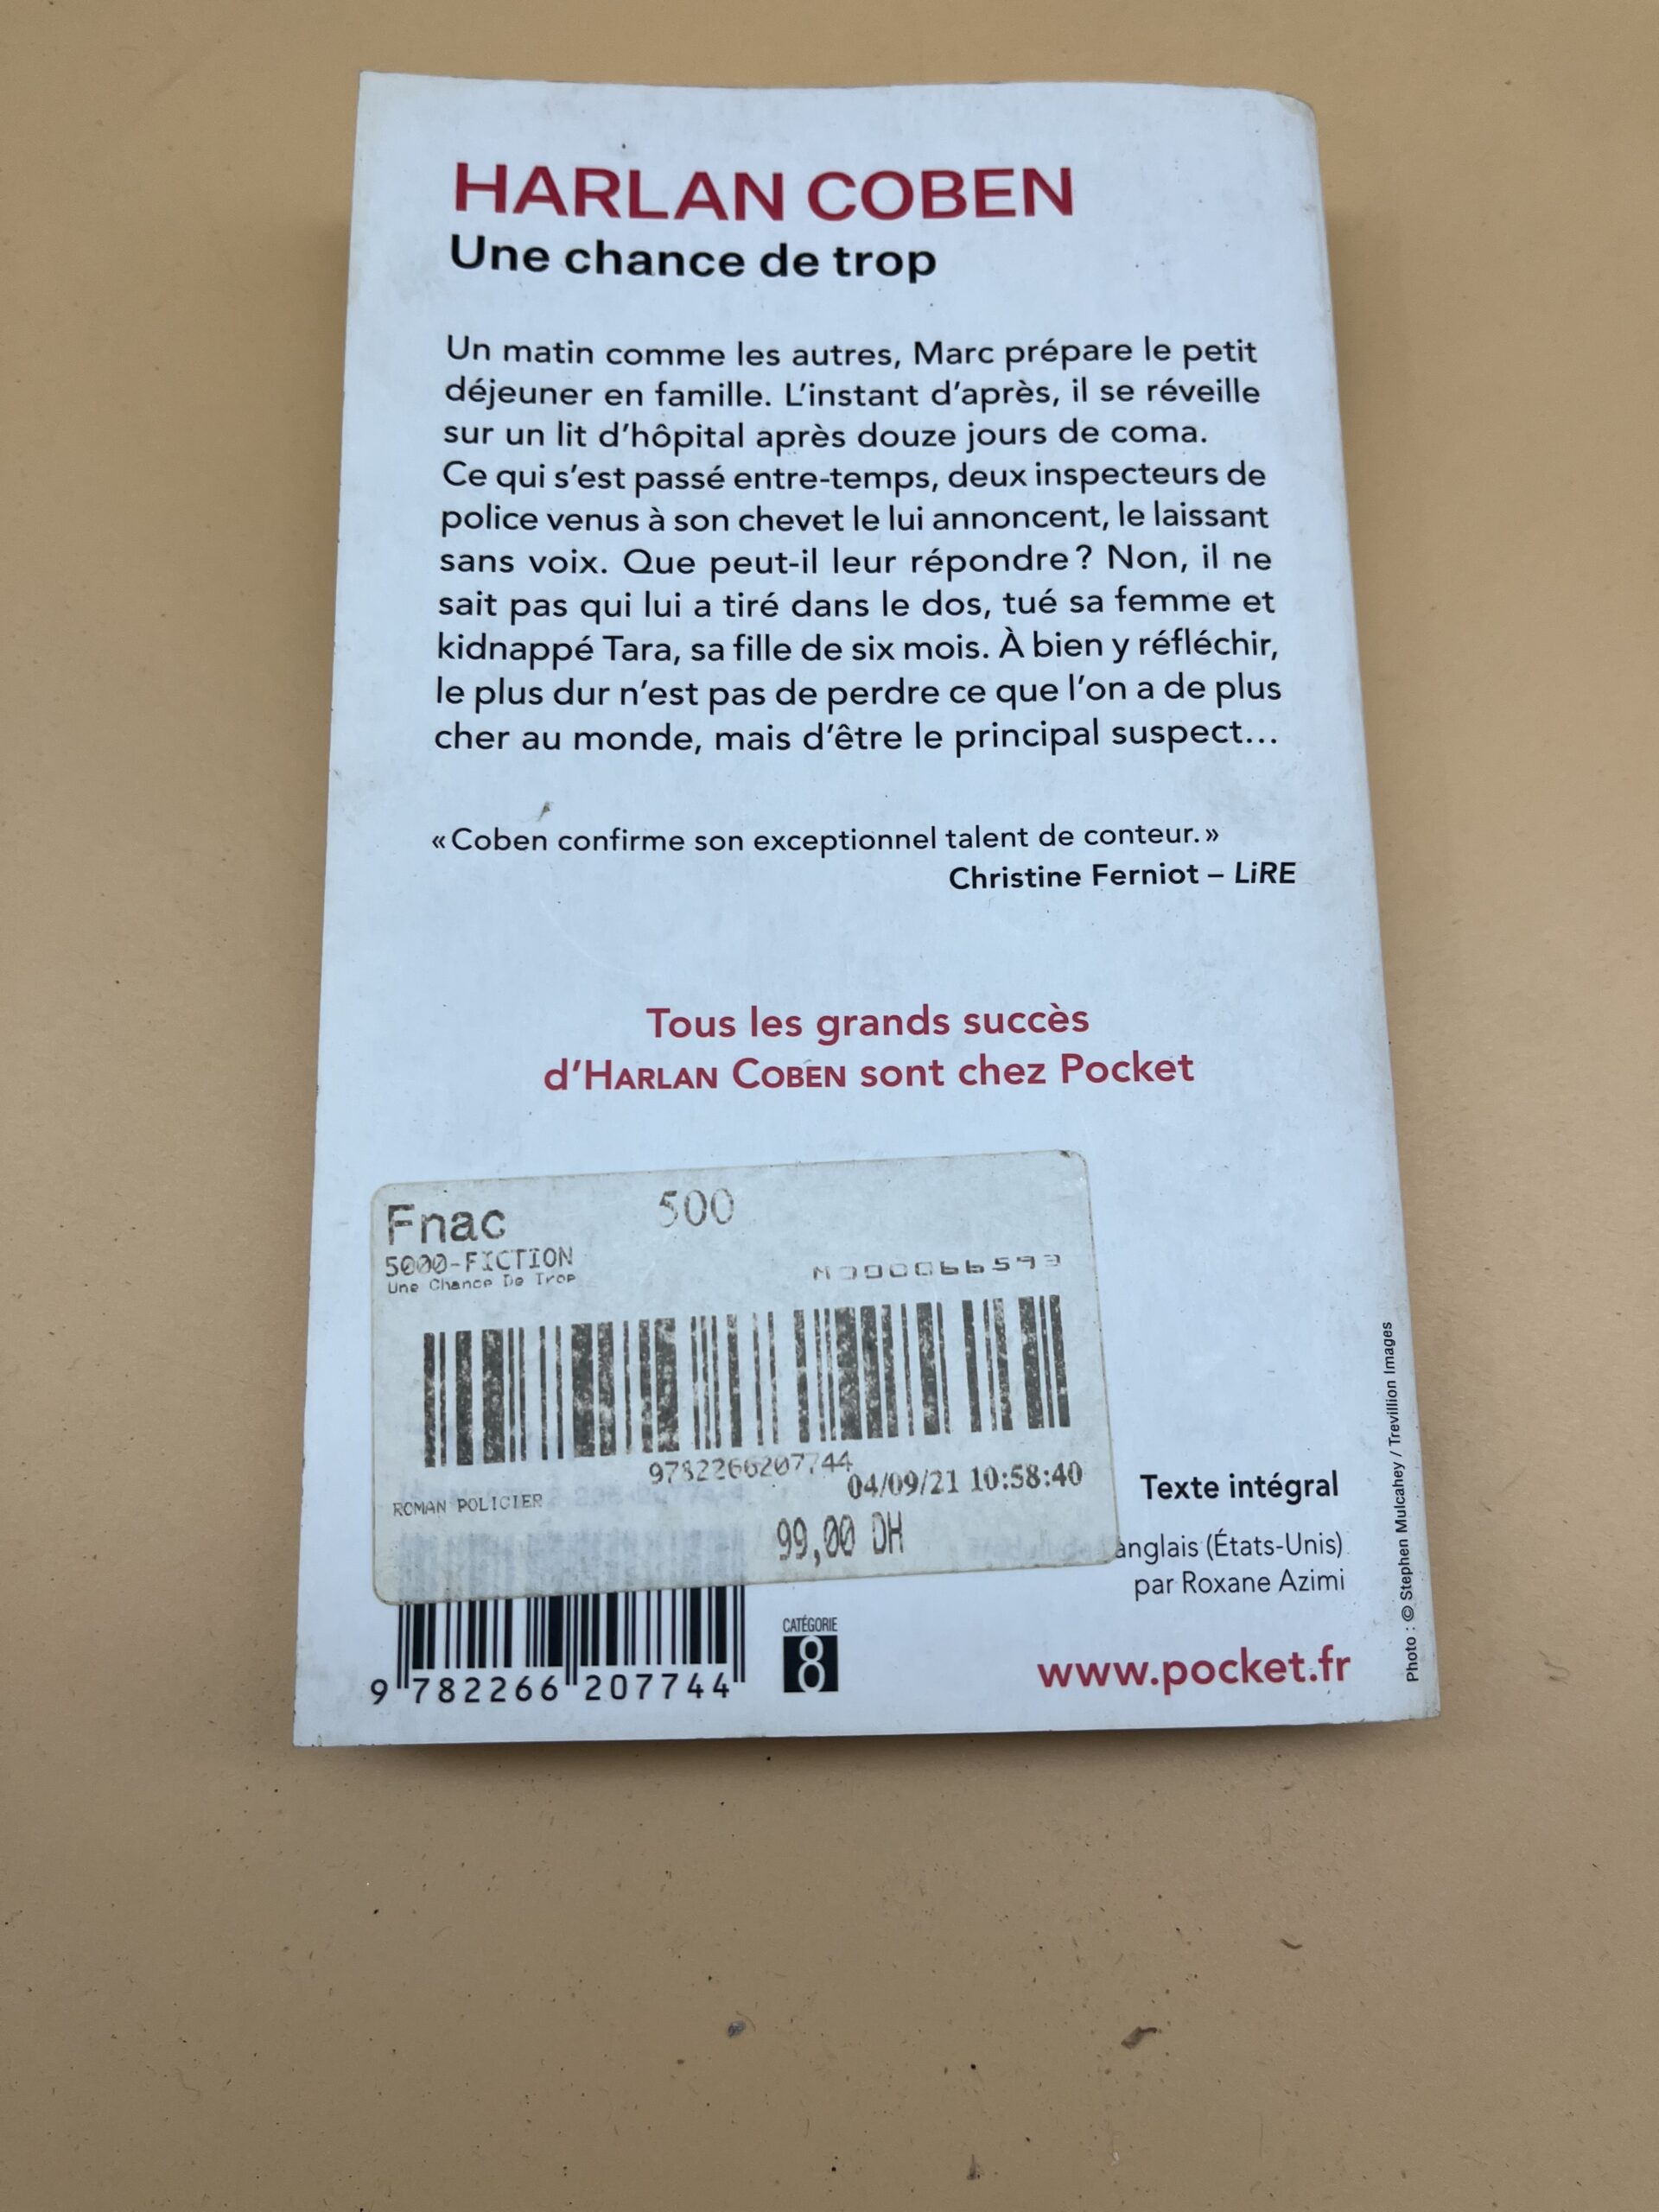 HARLAN COBEN
Une chance de trop
Un matin comme les autres, Marc prépare le petit
déjeuner en famille. L'instant d'après, il se réveille
sur un lit d'hôpital après douze jours de coma.
Ce qui s'est passé entre-temps, deux inspecteurs de
police venus à son chevet le lui annoncent, le laissant
sans voix. Que peut-il leur répondre ? Non, il ne
sait pas qui lui a tiré dans le dos, tué sa femme et
kidnappé Tara, sa fille de six mois. À bien y réfléchir,
le plus dur n'est pas de perdre ce que l'on a de plus
cher au monde, mais d'être le principal suspect...
« Coben confirme son exceptionnel talent de conteur. »
Christine Ferniot – LiRE
Tous les grands succès
d'HARLAN COBEN sont chez Pocket
Fnac 500
5000-FICTION
Une Chance De Trop
9782266207744
04/09/21 10:58:40
ROMAN POLICIER
99,00 DH
Texte intégral
anglais (États-Unis)
par Roxane Azimi
CATÉGORIE
8
9 782266 207744
www.pocket.fr
Photo : © Stephen Mulcahey / Trevillion Images